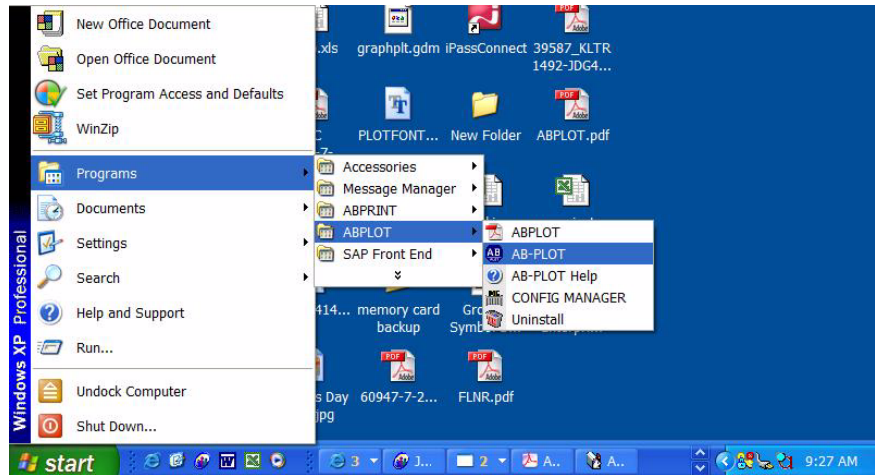 New Office Document
Open Office Document
Set Program Access and Defaults
WinZip
Programs
Documents
Settings
Search
Help and Support
Run...
Undock Computer
Shut Down...
Windows XP Professional
.xls
graphplt.gdm
iPassConnect
39587_KLTR
1492-JDG4...
PLOTFONT...
New Folder
ABPLOT.pdf
Accessories
Message Manager
ABPRINT
ABPLOT
SAP Front End
ABPLOT
AB-PLOT
AB-PLOT Help
CONFIG MANAGER
Uninstall
414...
memory card
backup
s Day
jpg
60947-7-2...
FLNR.pdf
start
3
J...
2
A..
A..
9:27 AM